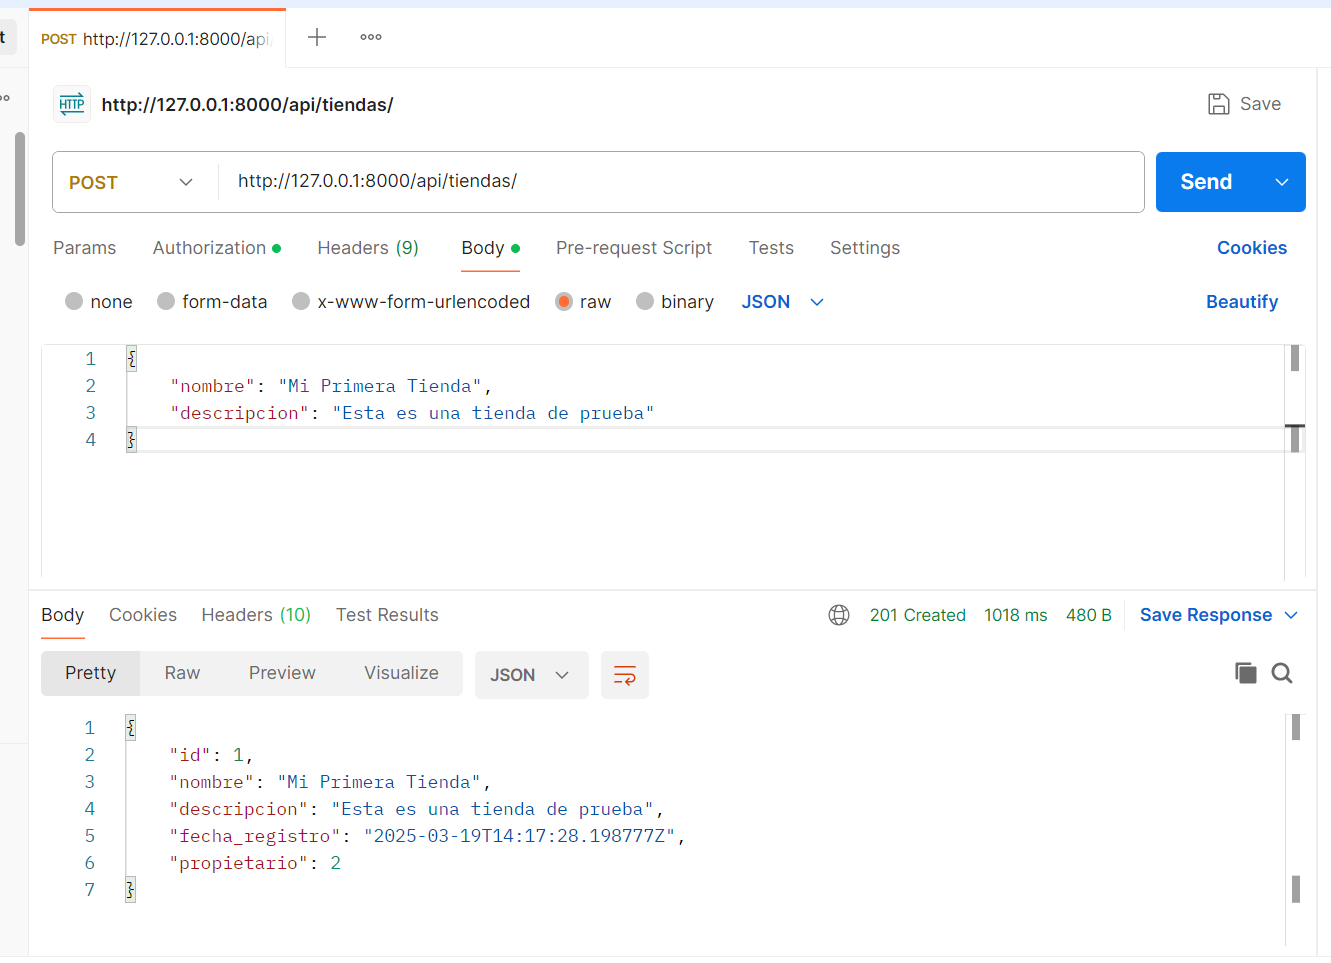 t
POST http://127.0.0.1:8000/api/
HTTP http://127.0.0.1:8000/api/tiendas/
Save
POST http://127.0.0.1:8000/api/tiendas/ Send
Params Authorization Headers (9) Body Pre-request Script Tests Settings Cookies
none form-data x-www-form-urlencoded raw binary JSON Beautify
1 {
2 "nombre": "Mi Primera Tienda",
3 "descripcion": "Esta es una tienda de prueba"
4 }
Body Cookies Headers (10) Test Results 201 Created 1018 ms 480 B Save Response
Pretty Raw Preview Visualize JSON
1 {
2 "id": 1,
3 "nombre": "Mi Primera Tienda",
4 "descripcion": "Esta es una tienda de prueba",
5 "fecha_registro": "2025-03-19T14:17:28.198777Z",
6 "propietario": 2
7 }